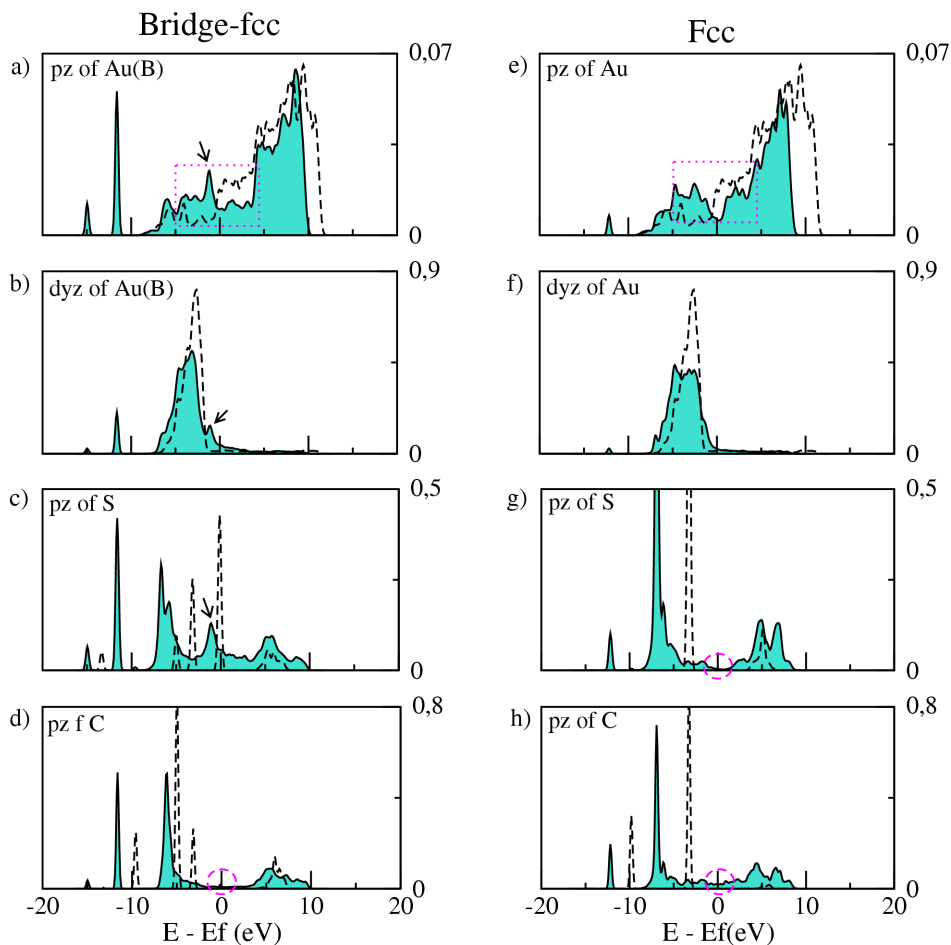 Bridge-fcc
Fcc
a)
pz of Au(B)
0,07
0
e)
pz of Au
0,07
0
b)
dyz of Au(B)
0,9
0
f)
dyz of Au
0,9
0
c)
pz of S
0,5
0
g)
pz of S
0,5
0
d)
pz f C
0,8
0
h)
pz of C
0,8
0
-20 -10 0 10 20
-20 -10 0 10 20
E - Ef (eV)
E - Ef(eV)